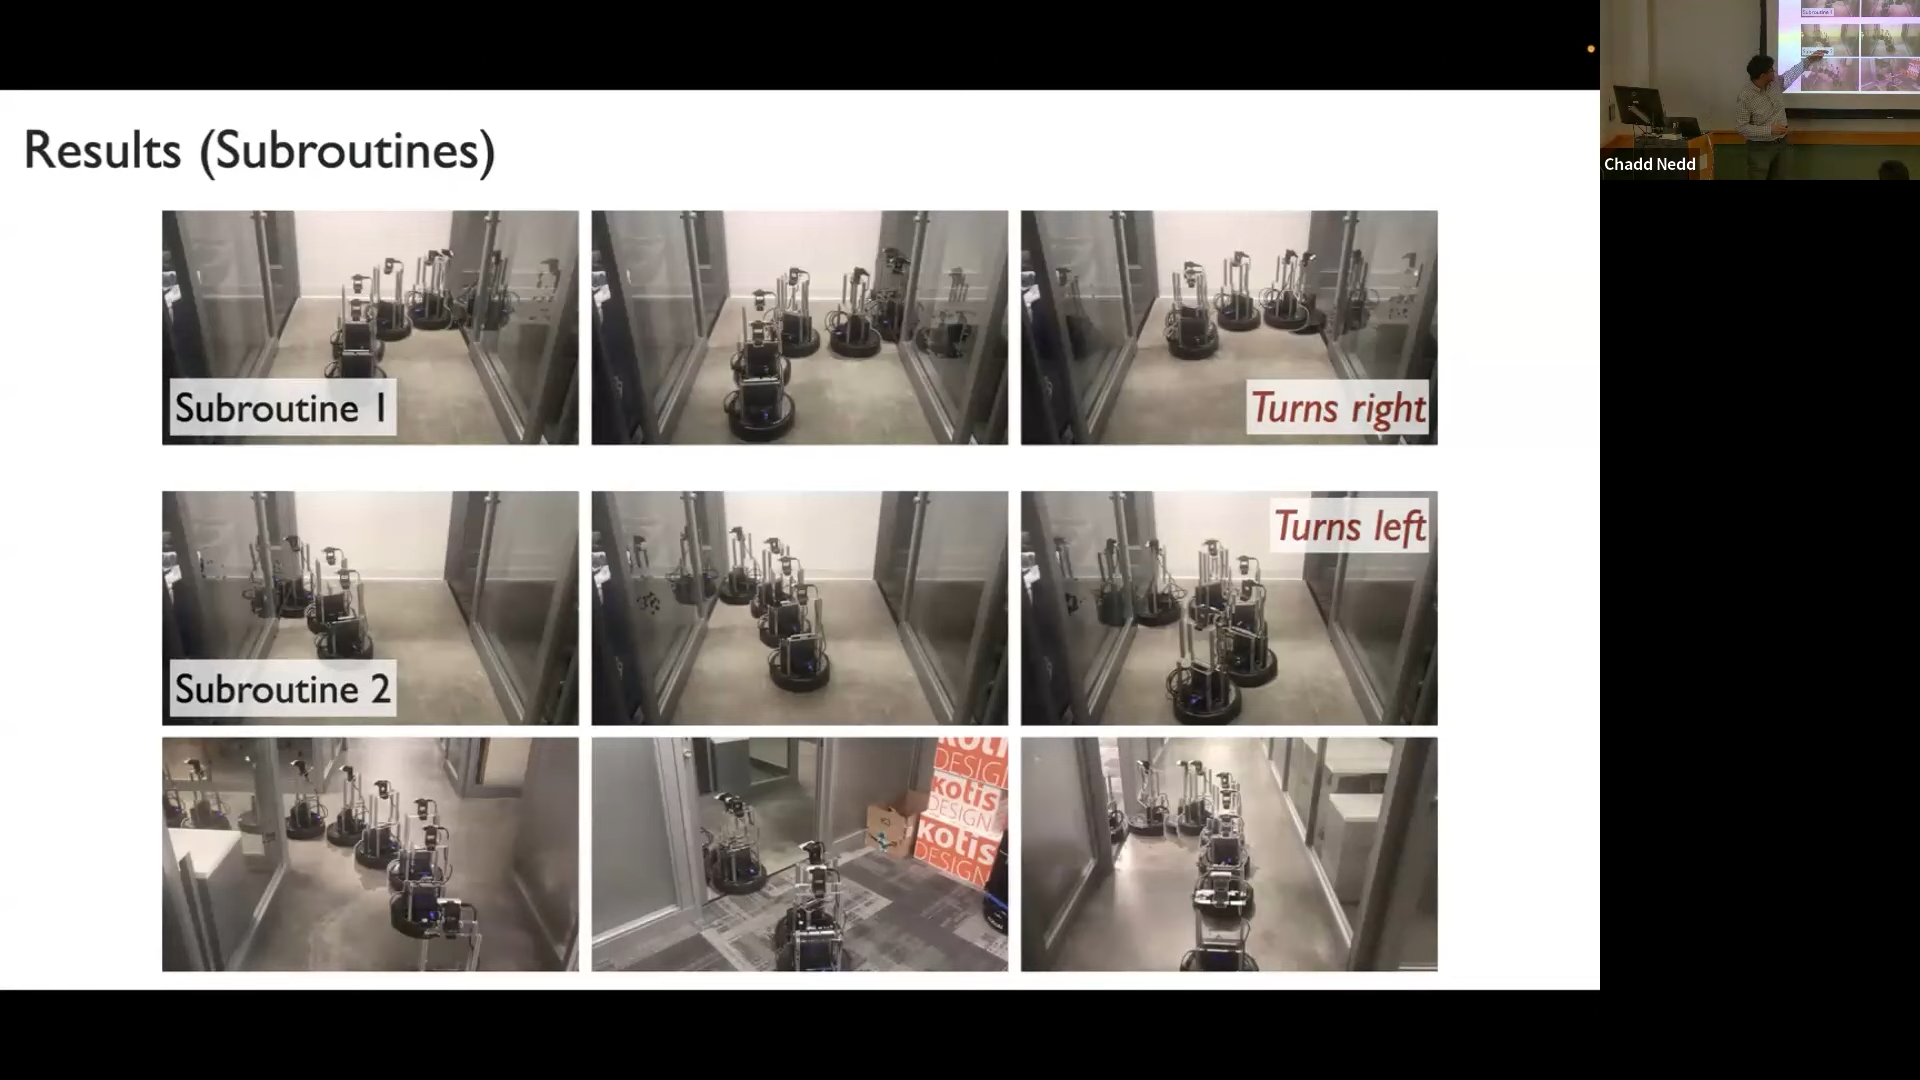 Results (Subroutines)
Chadd Nedd
Subroutine 1
Turns right
Turns left
Subroutine 2
KOTIS
DESIGN
kotis
DESIGN
kotis
DESIGN